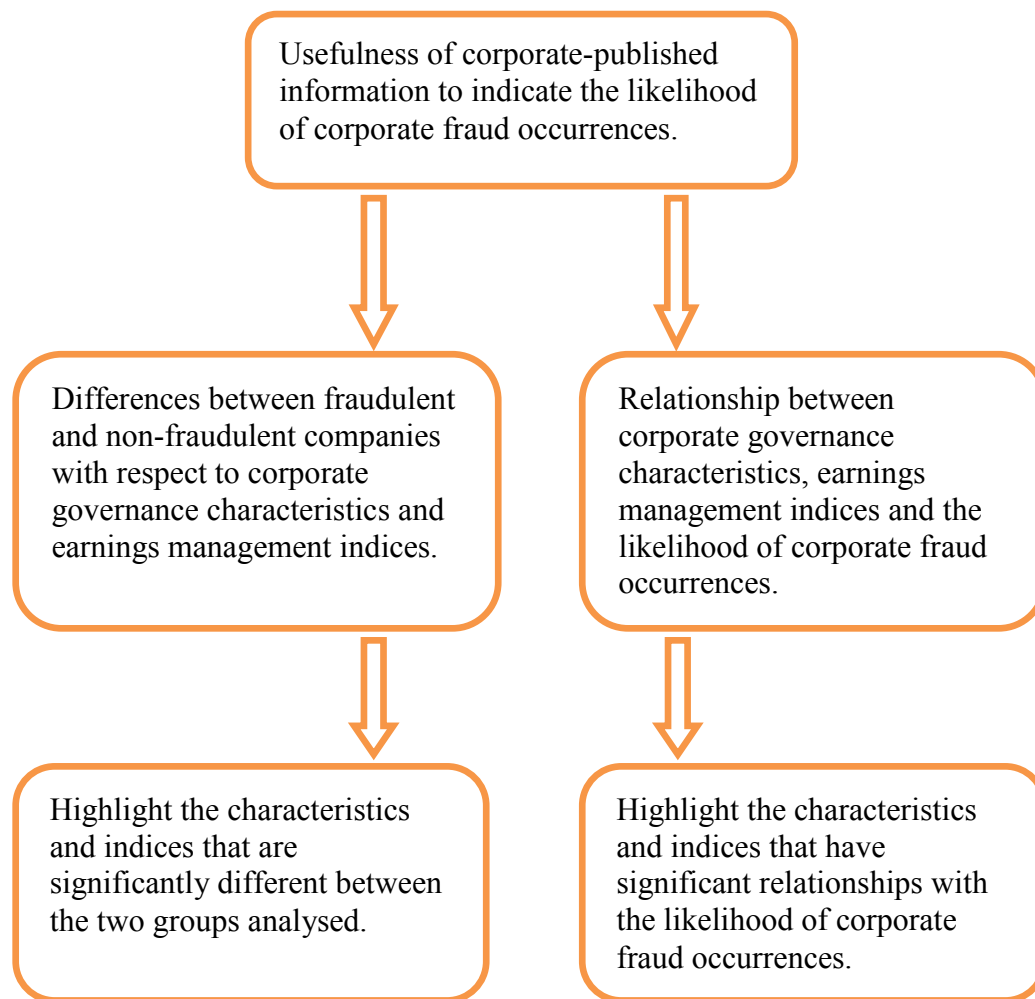 Usefulness of corporate-published
information to indicate the likelihood
of corporate fraud occurrences.
Differences between fraudulent
and non-fraudulent companies
with respect to corporate
governance characteristics and
earnings management indices.
Relationship between
corporate governance
characteristics, earnings
management indices and the
likelihood of corporate fraud
occurrences.
Highlight the characteristics
and indices that are
significantly different between
the two groups analysed.
Highlight the characteristics
and indices that have
significant relationships with
the likelihood of corporate
fraud occurrences.